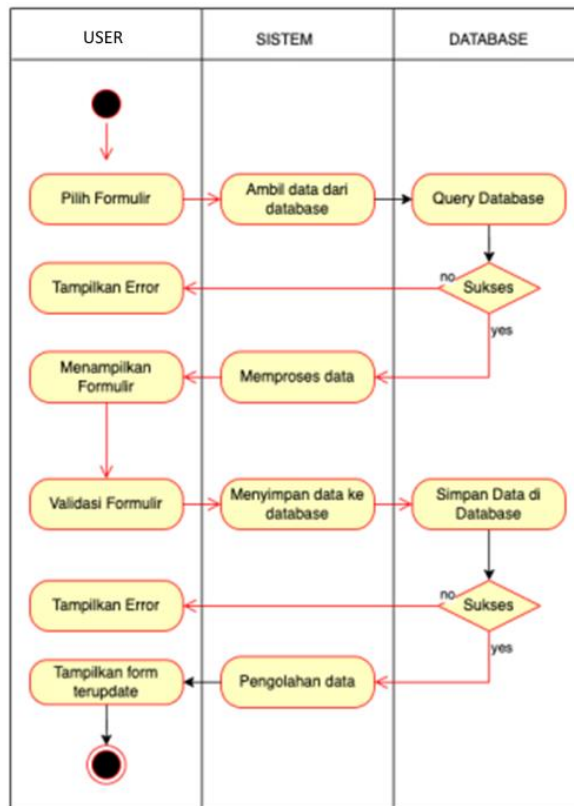 USER
SISTEM
DATABASE
Pilih Formulir
Ambil data dari
database
Query Database
Tampilkan Error
no
Sukses
yes
Menampilkan
Formulir
Memproses data
Validasi Formulir
Menyimpan data ke
database
Simpan Data di
Database
Tampilkan Error
no
Sukses
yes
Tampilkan form
terupdate
Pengolahan data